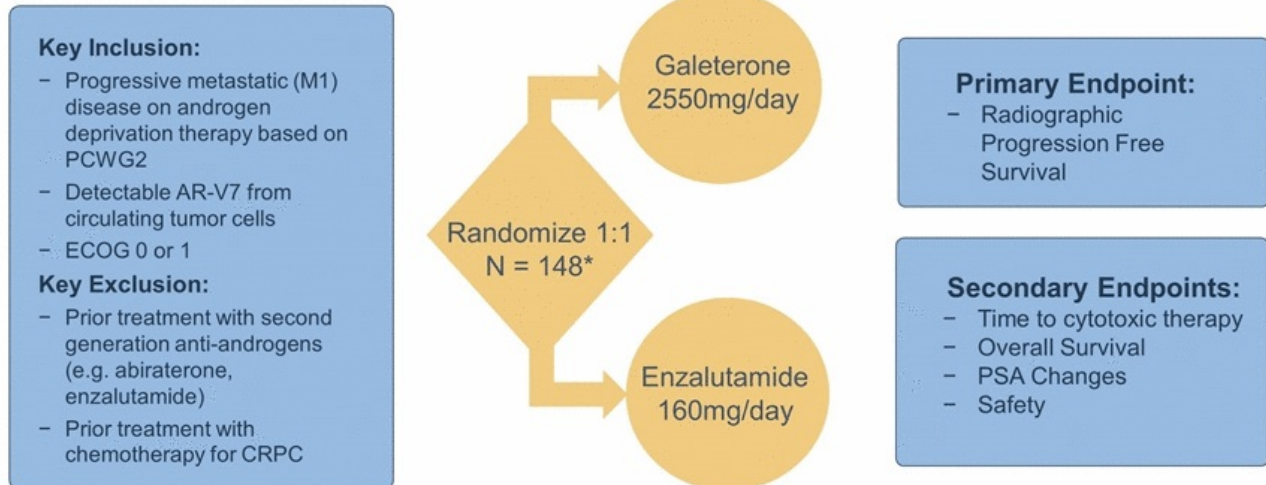 Key Inclusion:
− Progressive metastatic (M1)
disease on androgen
deprivation therapy based on
PCWG2
− Detectable AR-V7 from
circulating tumor cells
− ECOG 0 or 1
Key Exclusion:
− Prior treatment with second
generation anti-androgens
(e.g. abiraterone,
enzalutamide)
− Prior treatment with
chemotherapy for CRPC
Randomize 1:1
N = 148*
Galeterone
2550mg/day
Enzalutamide
160mg/day
Primary Endpoint:
− Radiographic
Progression Free
Survival
Secondary Endpoints:
− Time to cytotoxic therapy
− Overall Survival
− PSA Changes
− Safety